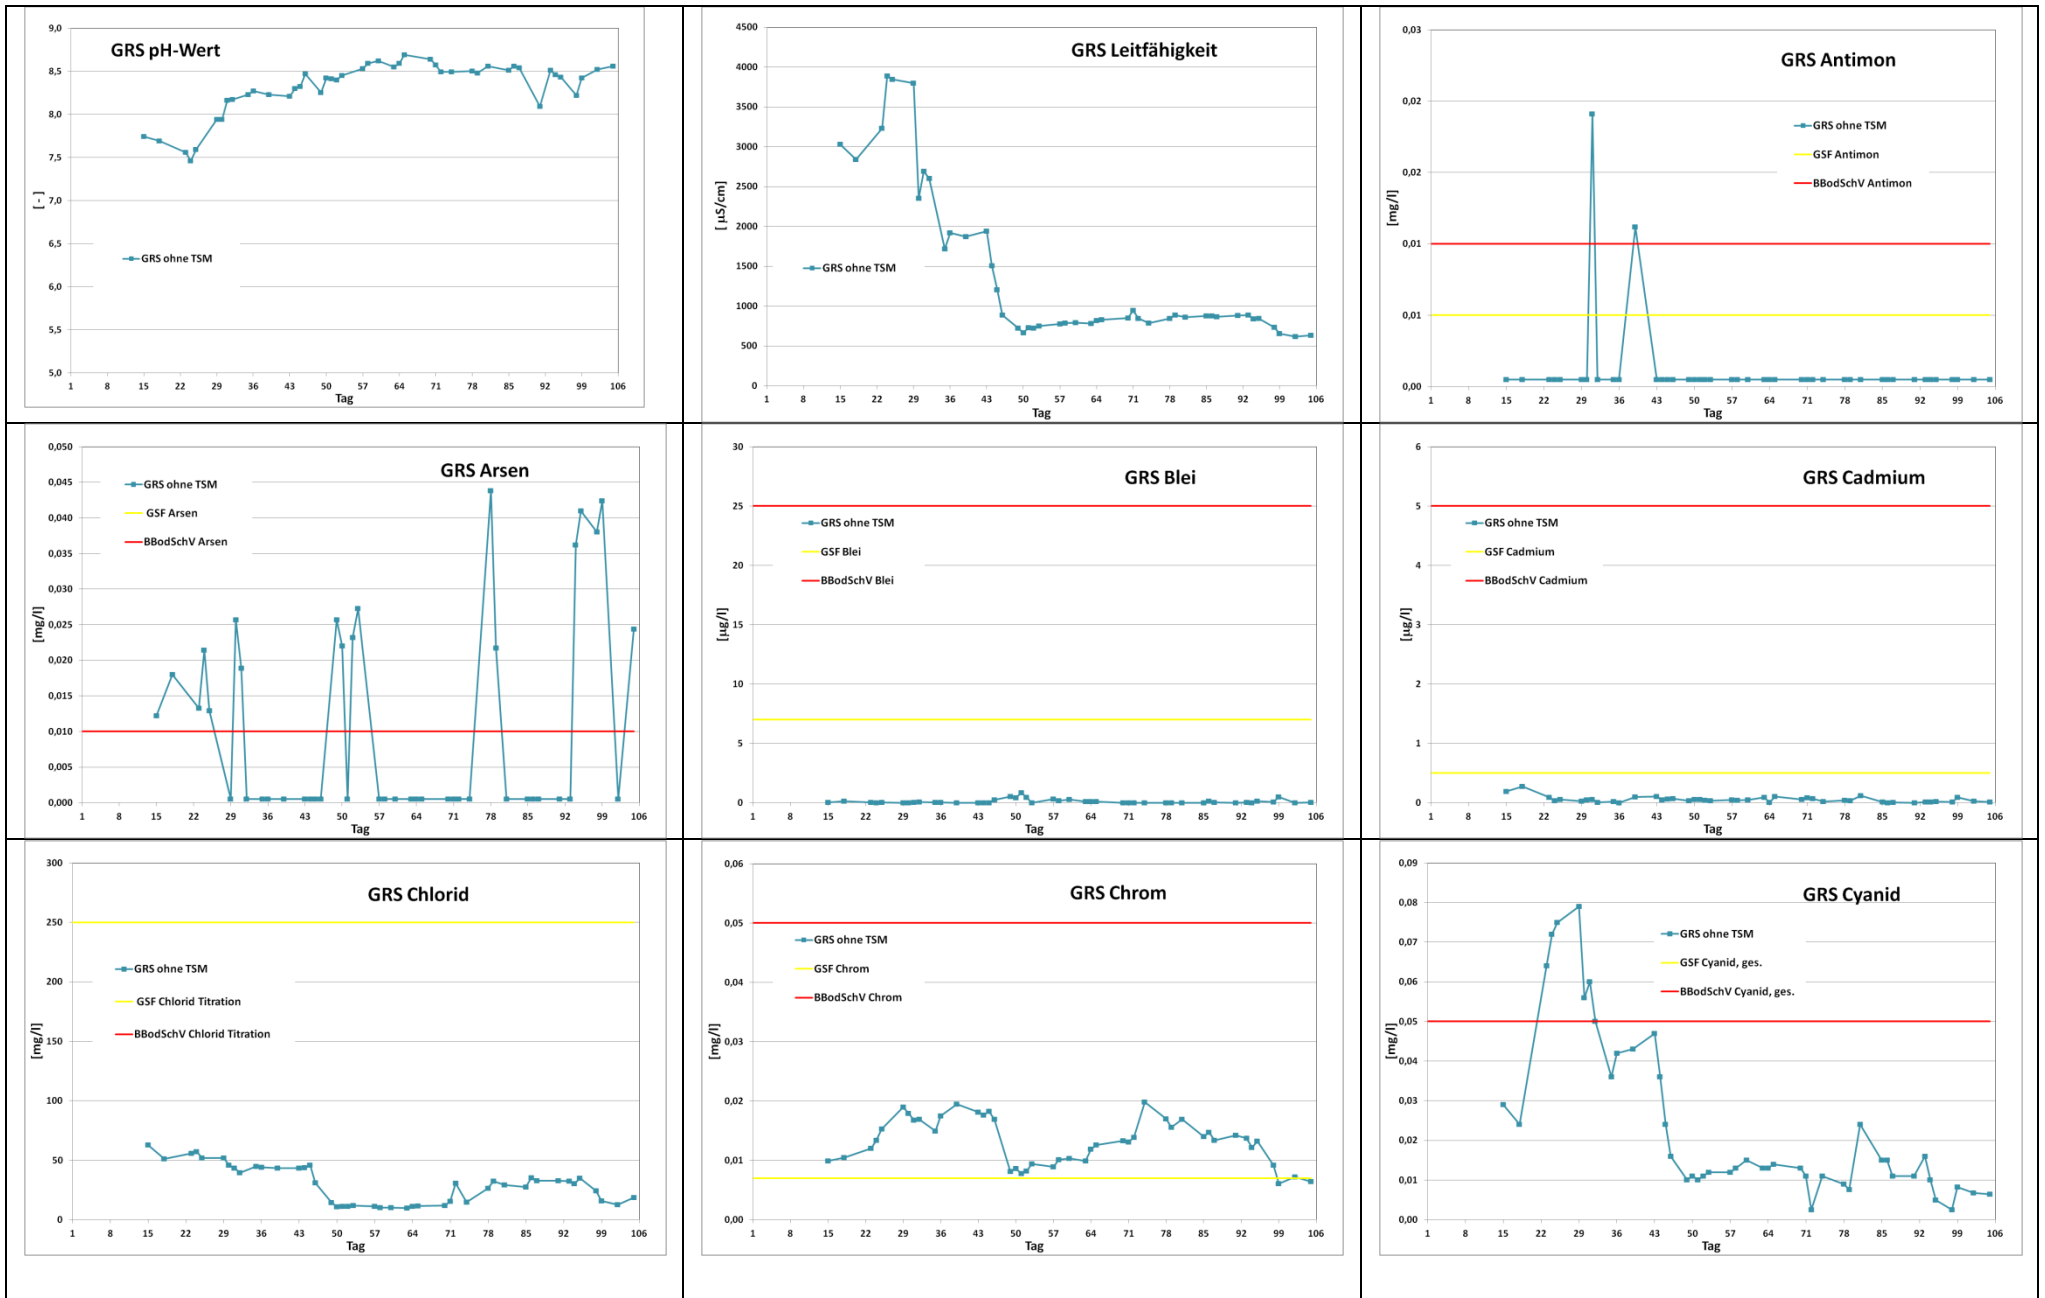 GRS pH-Wert
9,0
8,5
8,0
7,5
7,0
6,5
6,0
5,5
5,0
[ - ]
GRS ohne TSM
1 8 15 22 29 36 43 50 57 64 71 78 85 92 99 106
Tag
GRS Leitfähigkeit
4500
4000
3500
3000
2500
2000
1500
1000
500
0
[ µS/cm]
GRS ohne TSM
1 8 15 22 29 36 43 50 57 64 71 78 85 92 99 106
Tag
GRS Antimon
0,03
0,02
0,02
0,01
0,01
0,00
[mg/l]
GRS ohne TSM
GSF Antimon
BBodSchV Antimon
1 8 15 22 29 36 43 50 57 64 71 78 85 92 99 106
Tag
GRS Arsen
0,050
0,045
0,040
0,035
0,030
0,025
0,020
0,015
0,010
0,005
0,000
[mg/l]
GRS ohne TSM
GSF Arsen
BBodSchV Arsen
1 8 15 22 29 36 43 50 57 64 71 78 85 92 99 106
Tag
GRS Blei
30
25
20
15
10
5
0
[µg/l]
GRS ohne TSM
GSF Blei
BBodSchV Blei
1 8 15 22 29 36 43 50 57 64 71 78 85 92 99 106
Tag
GRS Cadmium
6
5
4
3
2
1
0
[µg/l]
GRS ohne TSM
GSF Cadmium
BBodSchV Cadmium
1 8 15 22 29 36 43 50 57 64 71 78 85 92 99 106
Tag
GRS Chlorid
300
250
200
150
100
50
0
[mg/l]
GRS ohne TSM
GSF Chlorid Titration
BBodSchV Chlorid Titration
1 8 15 22 29 36 43 50 57 64 71 78 85 92 99 106
Tag
GRS Chrom
0,06
0,05
0,04
0,03
0,02
0,01
0,00
[mg/l]
GRS ohne TSM
GSF Chrom
BBodSchV Chrom
1 8 15 22 29 36 43 50 57 64 71 78 85 92 99 106
Tag
GRS Cyanid
0,09
0,08
0,07
0,06
0,05
0,04
0,03
0,02
0,01
0,00
[mg/l]
GRS ohne TSM
GSF Cyanid, ges.
BBodSchV Cyanid, ges.
1 8 15 22 29 36 43 50 57 64 71 78 85 92 99 106
Tag